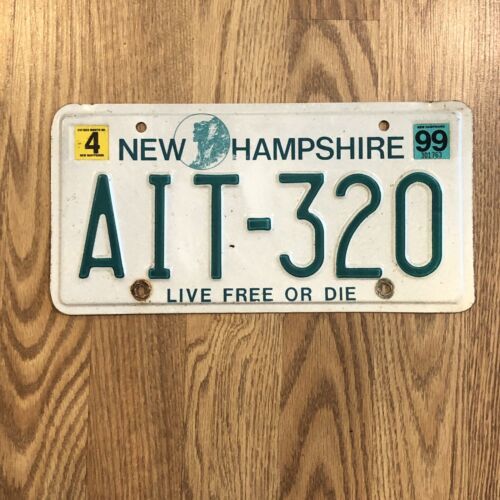 4
99
NEW HAMPSHIRE
AIT-320
LIVE FREE OR DIE